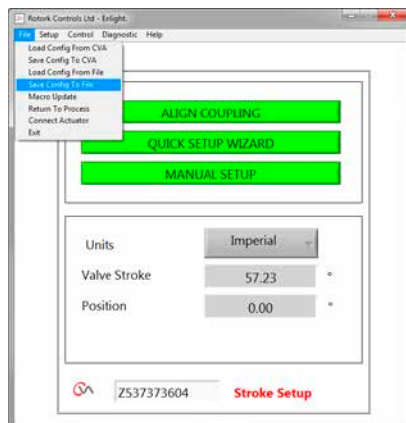 Rotork Controls Ltd - Enlight.
File Setup Control Diagnostic Help
Load Config From CVA
Save Config To CVA
Load Config From File
Save Config To File
Macro Update
Return To Process
Connect Actuator
Exit
ALIGN COUPLING
QUICK SETUP WIZARD
MANUAL SETUP
Units Imperial
Valve Stroke 57.23 °
Position 0.00 °
Z537373604 Stroke Setup